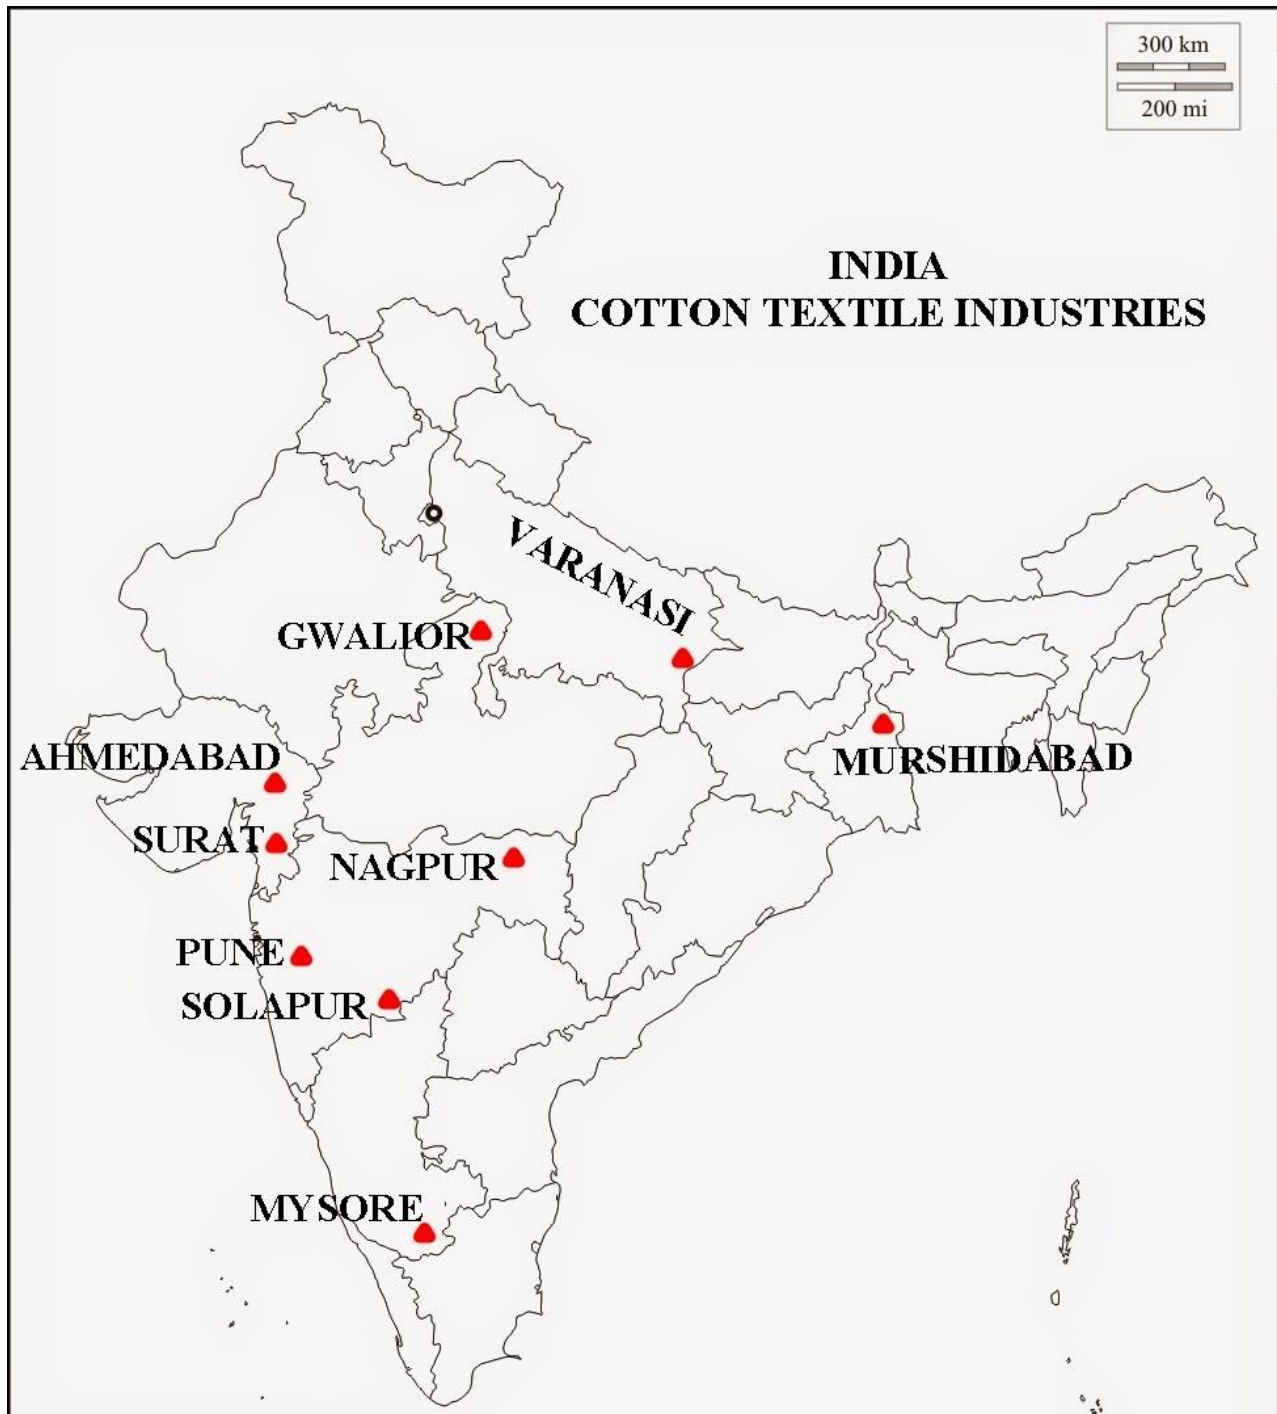 300 km
200 mi
INDIA
COTTON TEXTILE INDUSTRIES
VARANASI
GWALIOR
AHMEDABAD
MURSHIDABAD
SURAT
NAGPUR
PUNE
SOLAPUR
MYSORE